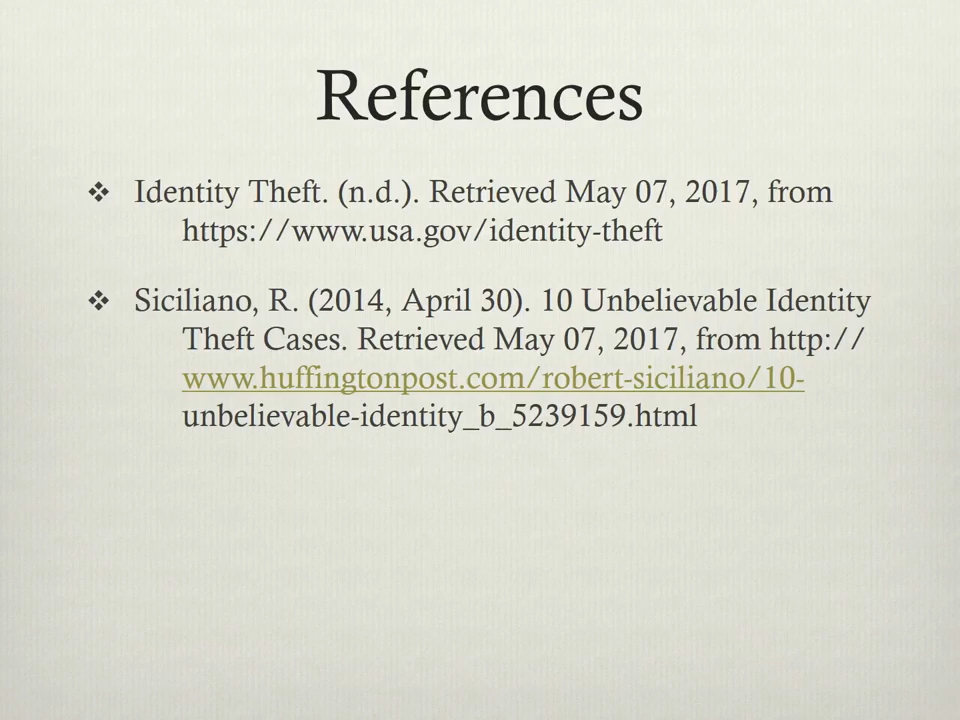 References
❖ Identity Theft. (n.d.). Retrieved May 07, 2017, from
https://www.usa.gov/identity-theft
❖ Siciliano, R. (2014, April 30). 10 Unbelievable Identity
Theft Cases. Retrieved May 07, 2017, from http://
www.huffingtonpost.com/robert-siciliano/10-
unbelievable-identity_b_5239159.html